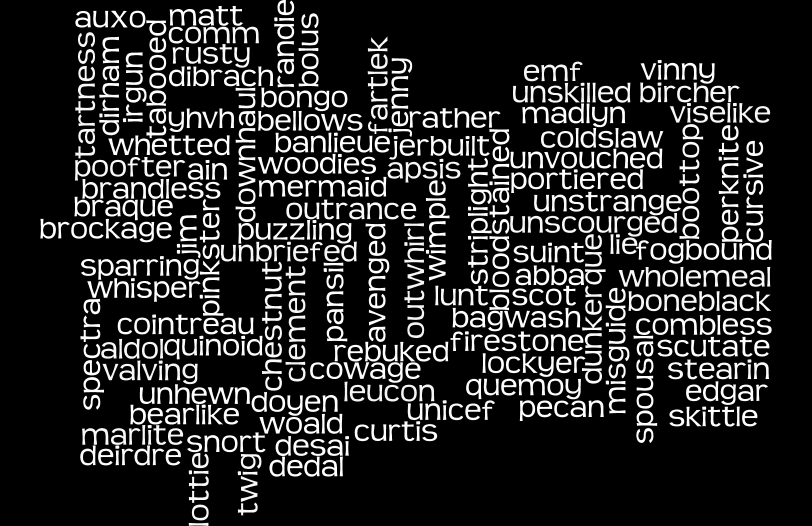 auxo
matt
comm
rusty
dibrach
randie
bolus
tartness
dirham
irgun
tabooed
fartlek
jenny
emf
vinny
unskilled
bircher
madlyn
viselike
bongo
downhaul
yhvh
bellows
rather
whetted
banlieue
jerbuilt
coldslaw
poofter
ain
woodies
apsis
unvouched
brandless
mermaid
portiered
braque
outrance
unstrange
brockage
puzzling
unscourged
boottop
perknite
cursive
jim
pinkster
unbriefed
wimple
striplight
bloodstained
suint
lie
fogbound
sparring
whisper
abba
wholemeal
avenged
outwhirl
pansil
lunt
scot
boneblack
cointreau
chestnut
clement
bagwash
dunkerque
misguide
combless
spectra
aldol
quinoid
rebuked
firestone
scutate
valving
cowage
lockyer
stearin
unhewn
doyen
leucon
quemoy
edgar
bearlike
woald
unicef
pecan
spousal
skittle
marlite
snort
desai
curtis
deirdre
dedal
lottie
twig